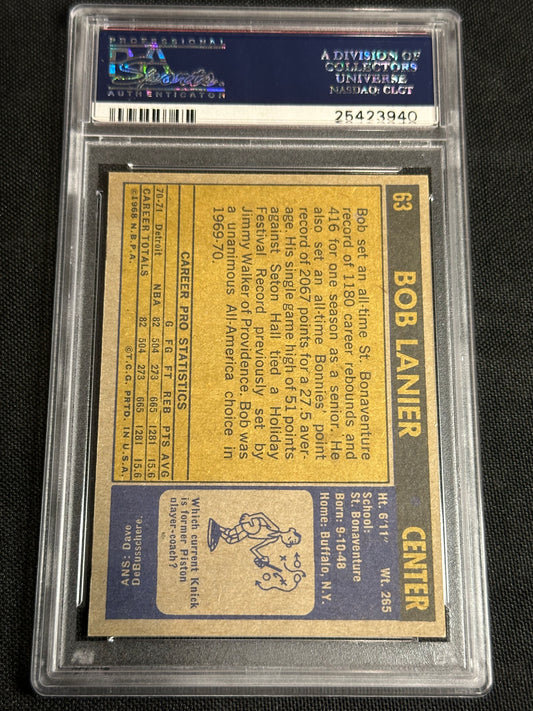 PROFESSIONAL
PSA
Sports
AUTHENTICATOR
A DIVISION OF
COLLECTORS
UNIVERSE
NASDAQ: CLCT
25423940
63 BOB LANIER CENTER
Bob set an all-time St. Bonaventure
record of 1180 career rebounds and
416 for one season as a senior. He
also set an all-time Bonnies' point
record of 2067 points for a 27.5 aver-
age. His single game high of 51 points
against Seton Hall tied a Holiday
Festival Record previously set by
Jimmy Walker of Providence. Bob was
a unanimous All-America choice in
1969-70.
CAREER PRO STATISTICS
G FG FT REB PTS AVG
70-71 Detroit NBA 82 504 273 665 1281 15.6
CAREER TOTALS 82 504 273 665 1281 15.6
©1968 N.B.P.A. ©T.C.G. PRTD. IN U.S.A.
Ht. 6'11" Wt. 265
School:
St. Bonaventure
Born: 9-10-48
Home: Buffalo, N.Y.
Which current Knick
is former Piston
player-coach?
ANS: Dave
DeBusschere.